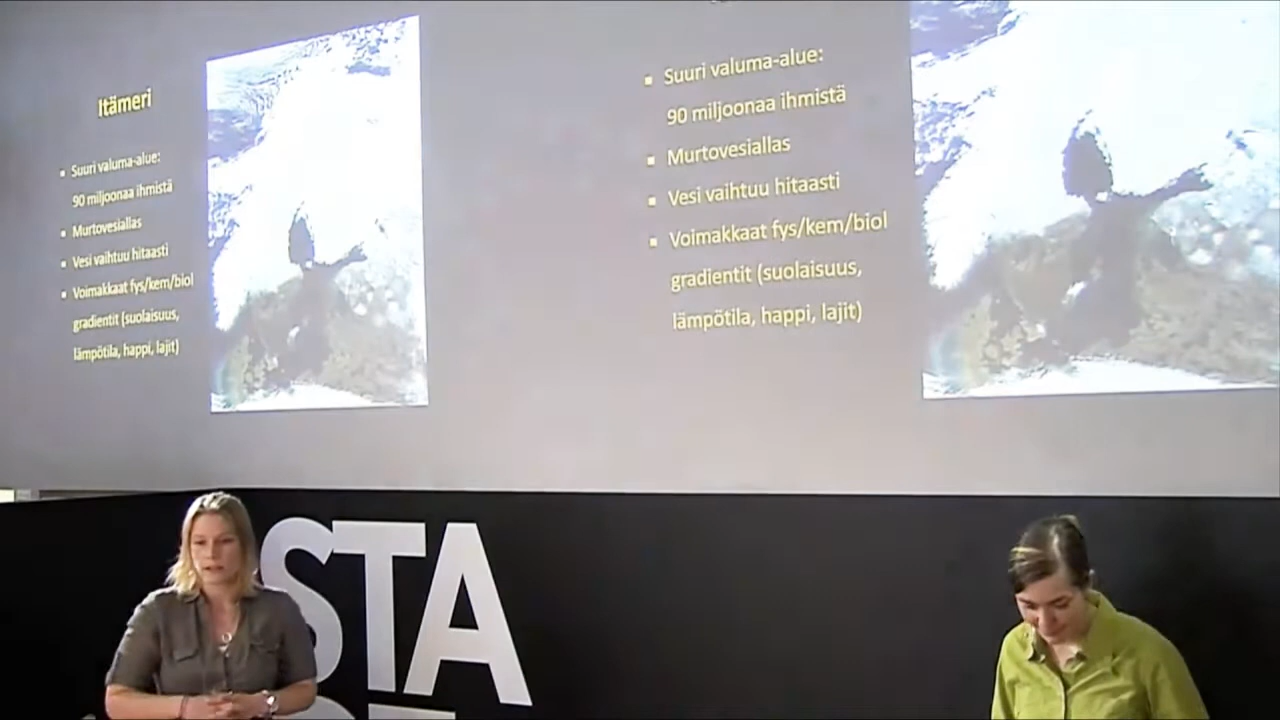 Itämeri
▪ Suuri valuma-alue:
90 miljoonaa ihmistä
▪ Murtovesiallas
▪ Vesi vaihtuu hitaasti
▪ Voimakkaat fys/kem/biol
gradientit (suolaisuus,
lämpötila, happi, lajit)
▪ Suuri valuma-alue:
90 miljoonaa ihmistä
▪ Murtovesiallas
▪ Vesi vaihtuu hitaasti
▪ Voimakkaat fys/kem/biol
gradientit (suolaisuus,
lämpötila, happi, lajit)
STA